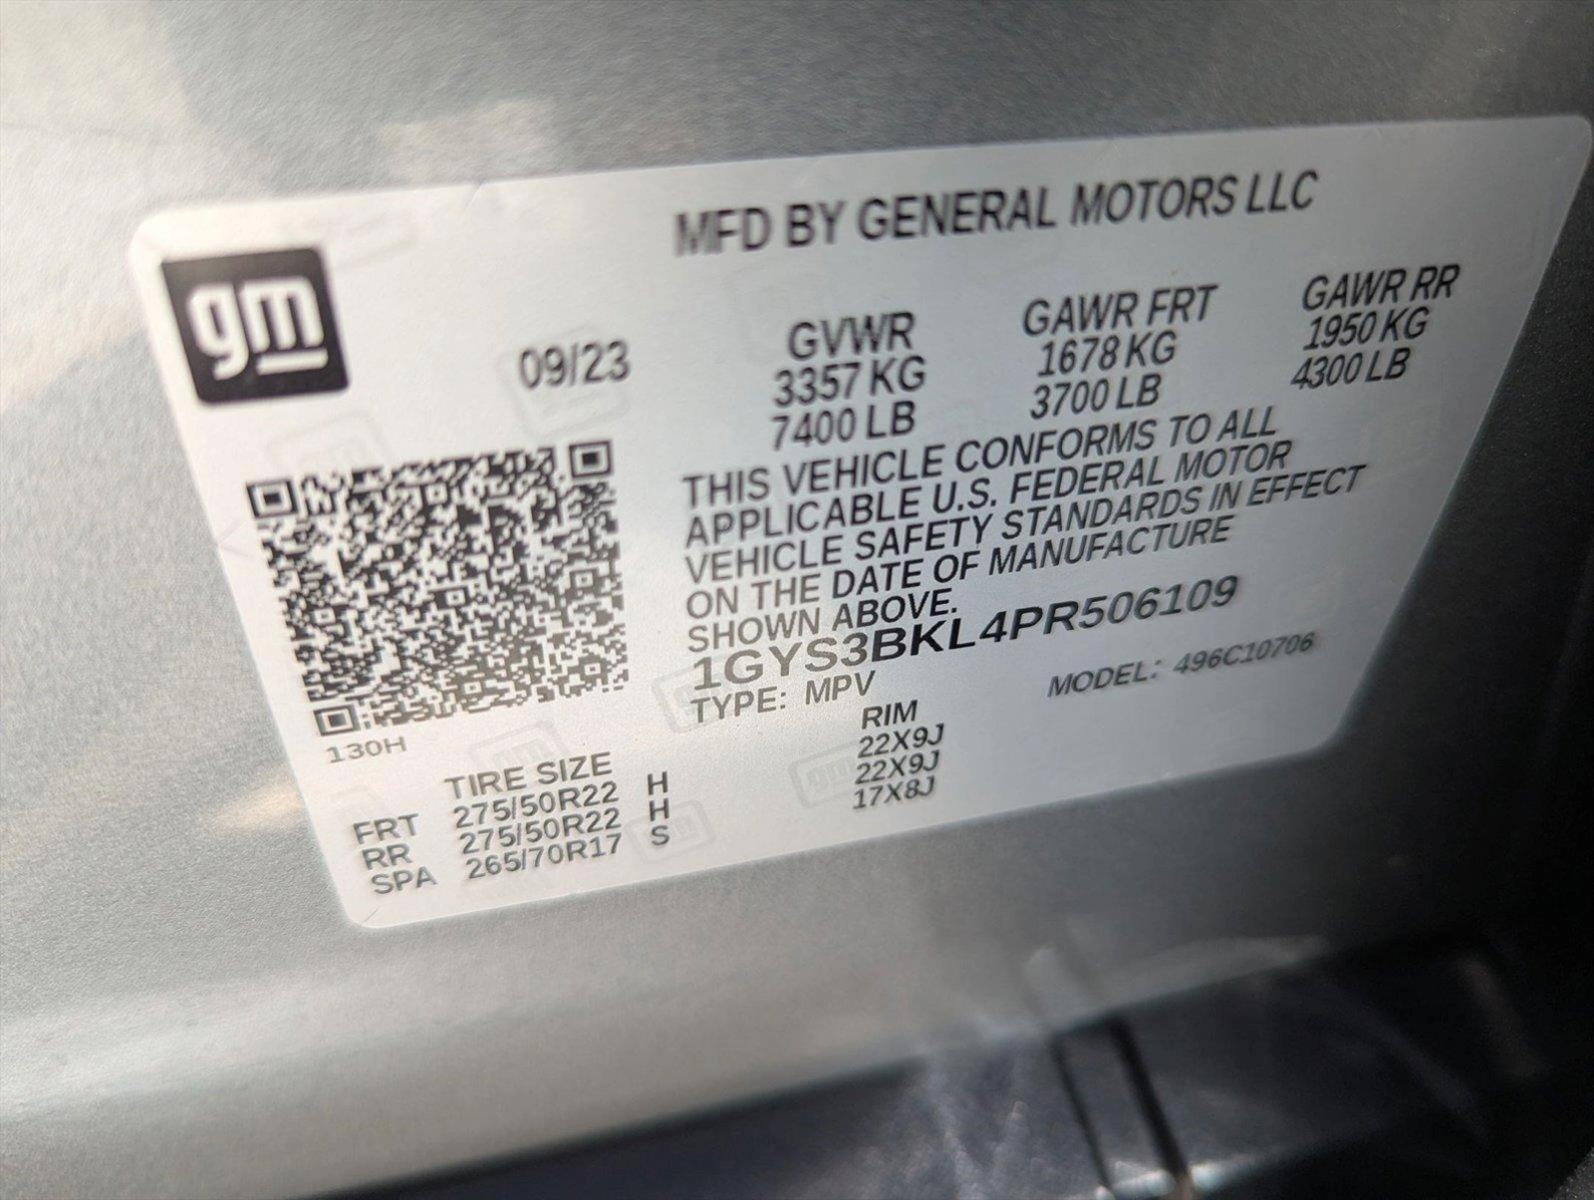 MFD BY GENERAL MOTORS LLC
gm
09/23 GVWR GAWR FRT GAWR RR
3357 KG 1678 KG 1950 KG
7400 LB 3700 LB 4300 LB
THIS VEHICLE CONFORMS TO ALL
APPLICABLE U.S. FEDERAL MOTOR
VEHICLE SAFETY STANDARDS IN EFFECT
ON THE DATE OF MANUFACTURE
SHOWN ABOVE.
1GYS3BKL4PR506109
TYPE: MPV MODEL: 496C10706
130H
TIRE SIZE RIM
FRT 275/50R22 H 22X9J
RR 275/50R22 H 22X9J
SPA 265/70R17 S 17X8J